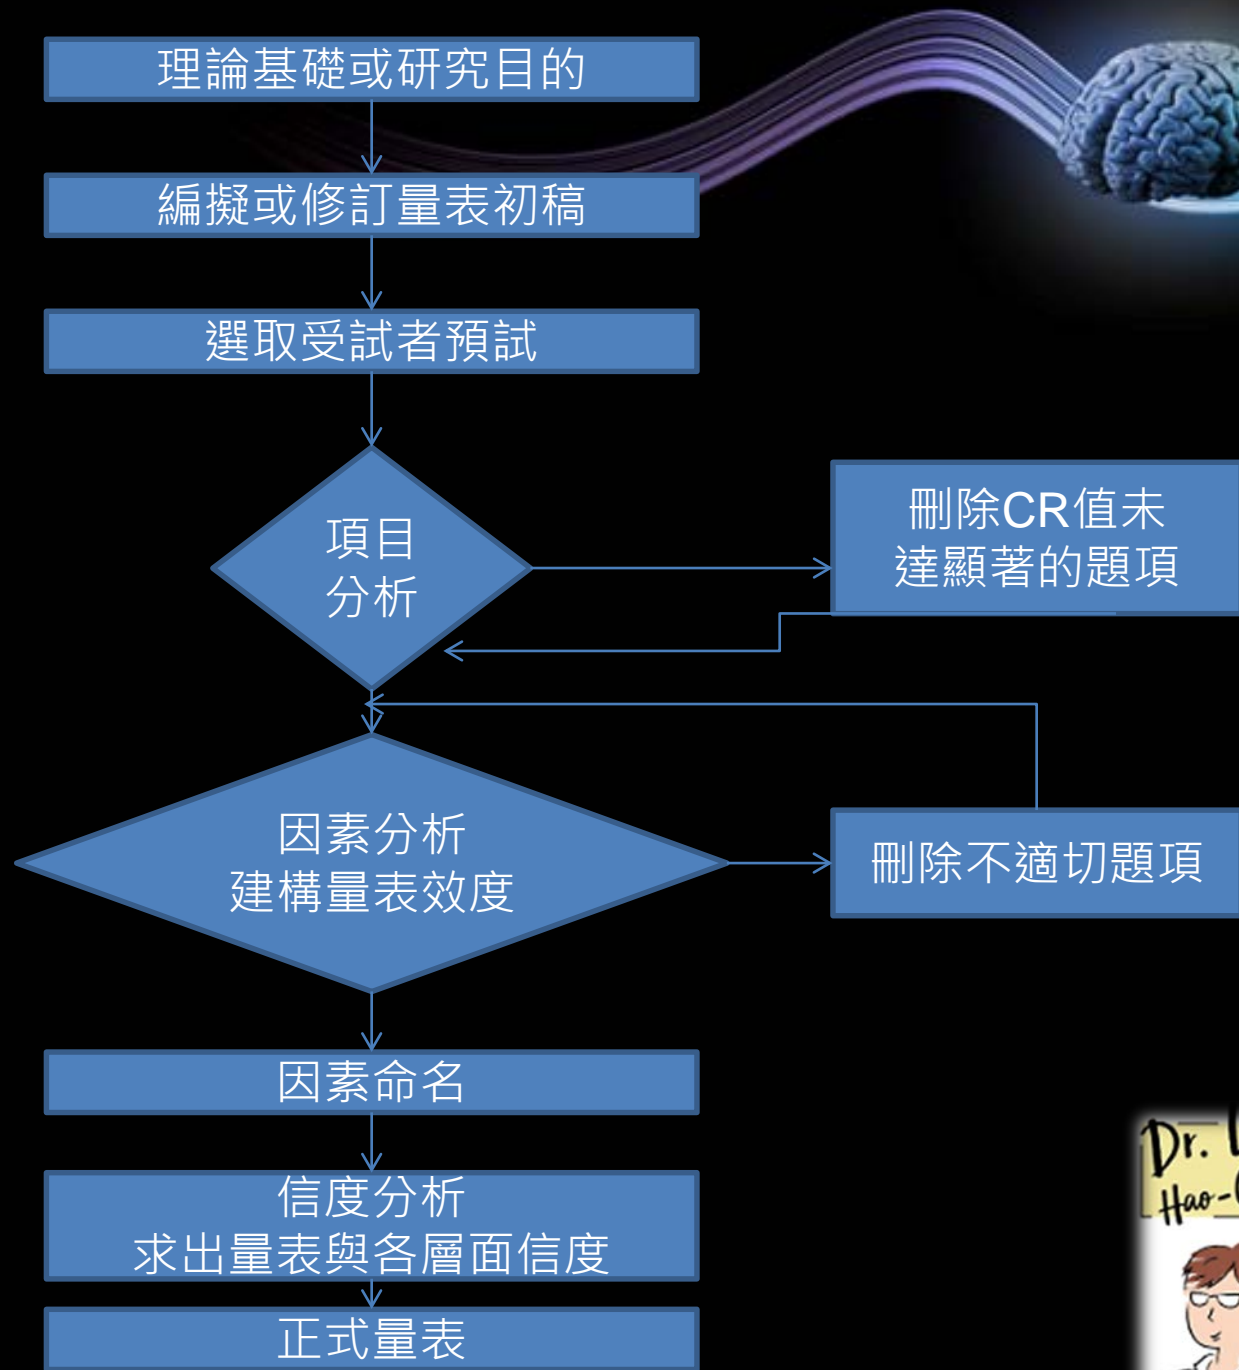 理論基礎或研究目的
編擬或修訂量表初稿
選取受試者預試
項目
分析
刪除CR值未
達顯著的題項
因素分析
建構量表效度
刪除不適切題項
因素命名
信度分析
求出量表與各層面信度
正式量表
Dr.
Hao-